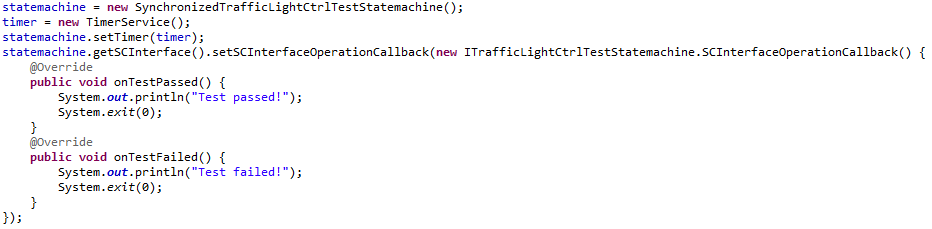 statemachine = new SynchronizedTrafficLightCtrlTestStatemachine();
timer = new TimerService();
statemachine.setTimer(timer);
statemachine.getSCInterface().setSCInterfaceOperationCallback(new ITrafficLightCtrlTestStatemachine.SCInterfaceOperationCallback() {
    @Override
    public void onTestPassed() {
        System.out.println("Test passed!");
        System.exit(0);
    }
    @Override
    public void onTestFailed() {
        System.out.println("Test failed!");
        System.exit(0);
    }
});